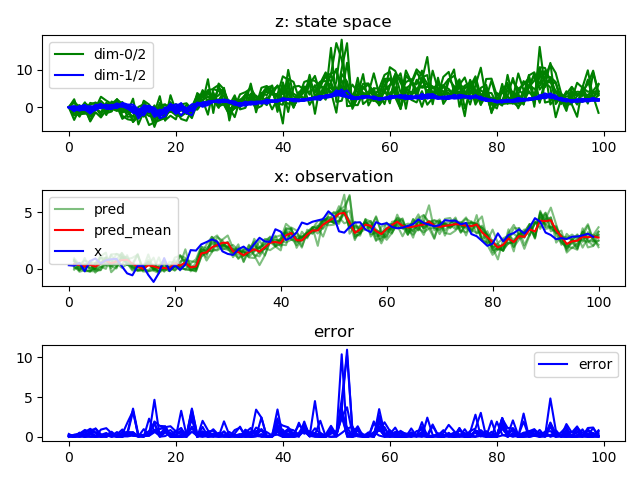 z: state space
10
0
dim-0/2
dim-1/2
0 20 40 60 80 100
x: observation
5
0
pred
pred_mean
x
0 20 40 60 80 100
error
10
5
0
error
0 20 40 60 80 100